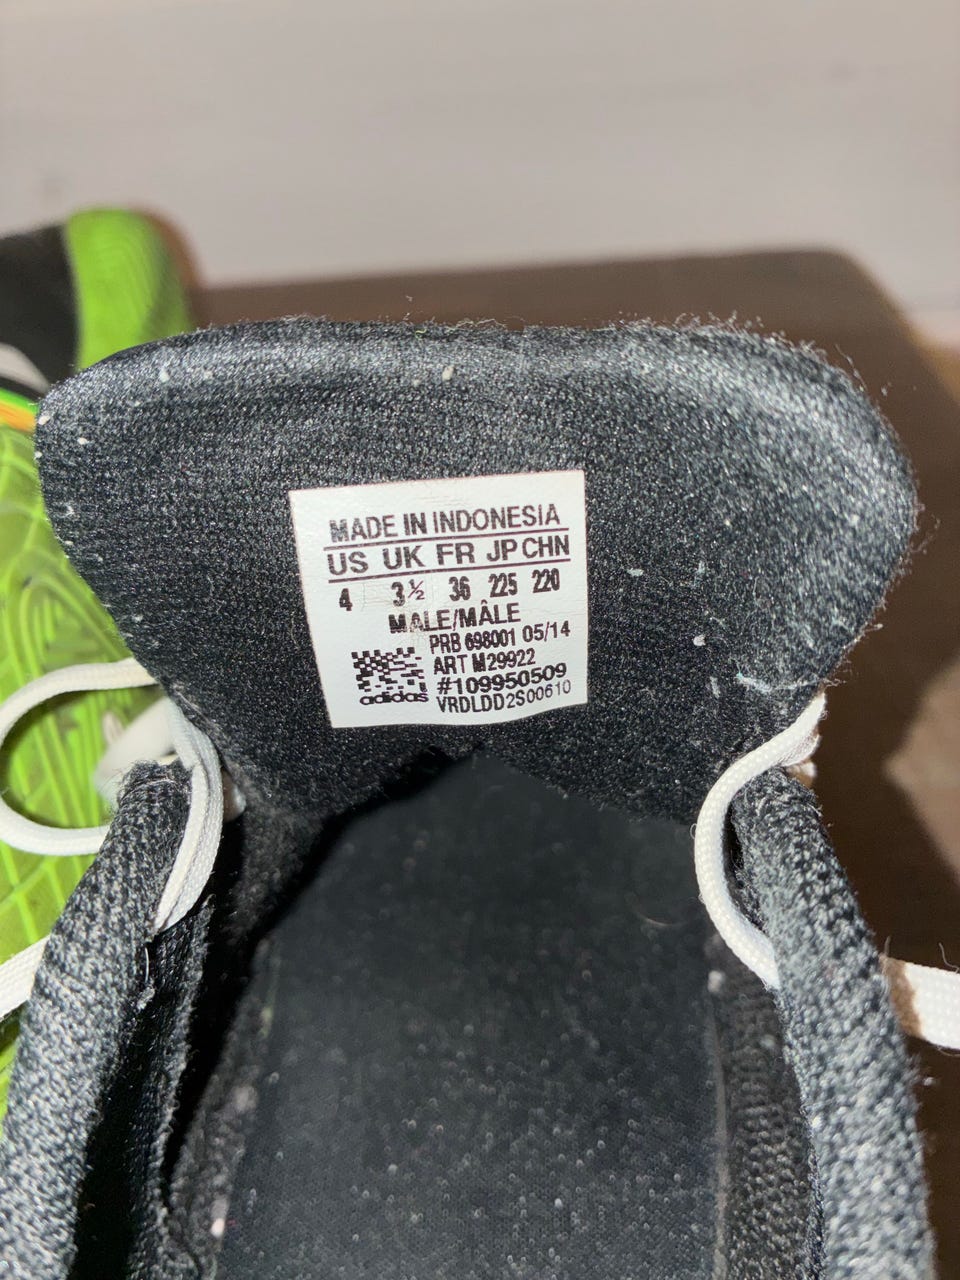 MADE IN INDONESIA
US UK FR JP CHN
4 3½ 36 225 220
MALE/MÂLE
PRB 698001 05/14
ART M29922
#109950509
adidas VRDLDD2S00610